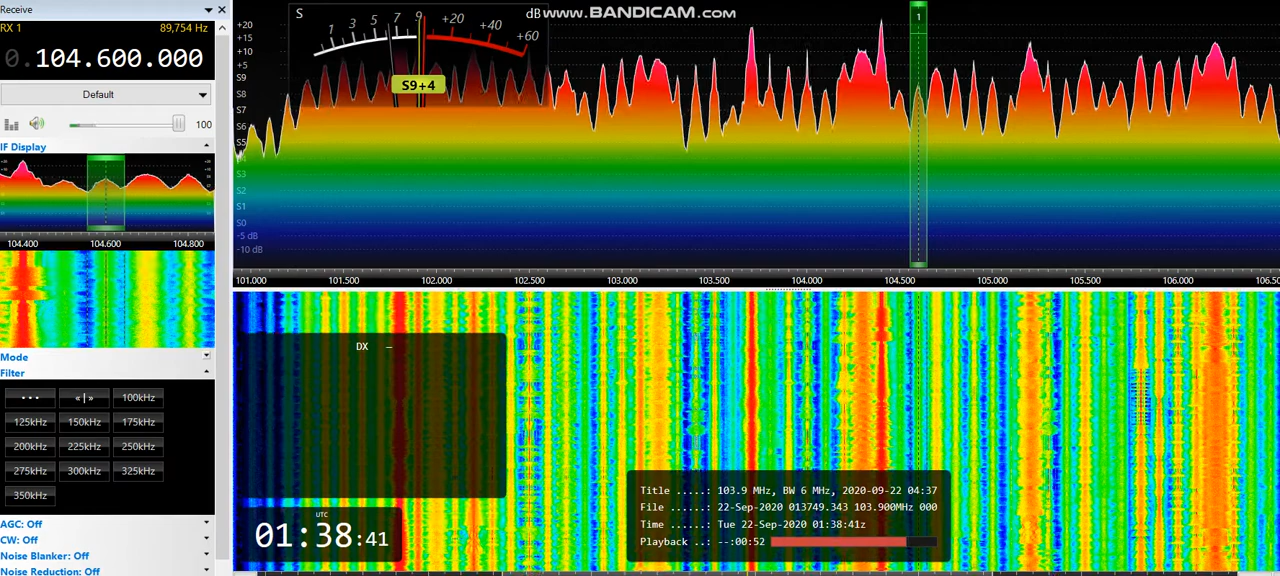 Receive
RX 1 89,754 Hz
0.104.600.000
Default
100
IF Display
104.400 104.600 104.800
Mode
Filter
••• «|» 100kHz
125kHz 150kHz 175kHz
200kHz 225kHz 250kHz
275kHz 300kHz 325kHz
350kHz
AGC: Off
CW: Off
Noise Blanker: Off
Noise Reduction: Off
www.BANDICAM.com
S 1 3 5 7 9 +20 +40 +60 dB
S9+4
1
+20
+15
+10
+5
S9
S8
S7
S6
S5
S3
S2
S1
S0
-5 dB
-10 dB
101.000 101.500 102.000 102.500 103.000 103.500 104.000 104.500 105.000 105.500 106.000 106.500
DX –
UTC
01:38:41
Title .....: 103.9 MHz, BW 6 MHz, 2020-09-22 04:37
File ......: 22-Sep-2020 013749.343 103.900MHz 000
Time ......: Tue 22-Sep-2020 01:38:41z
Playback ..: --:00:52